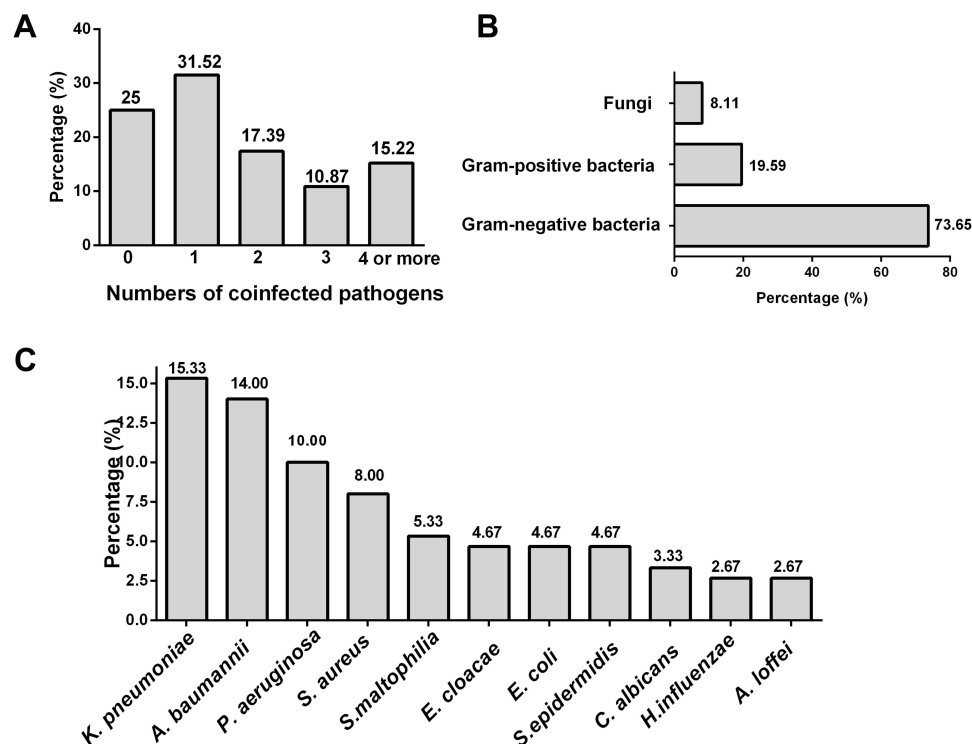 A
Percentage (%)
40
30
20
10
0
25
31.52
17.39
10.87
15.22
0 1 2 3 4 or more
Numbers of coinfected pathogens
B
Fungi
8.11
Gram-positive bacteria
19.59
Gram-negative bacteria
73.65
0 20 40 60 80
Percentage (%)
C
Percentage (%)
15.0
12.5
10.0
7.5
5.0
2.5
0.0
15.33
14.00
10.00
8.00
5.33
4.67
4.67
4.67
3.33
2.67
2.67
K. pneumoniae
A. baumannii
P. aeruginosa
S. aureus
S.maltophilia
E. cloacae
E. coli
S.epidermidis
C. albicans
H.influenzae
A. loffei